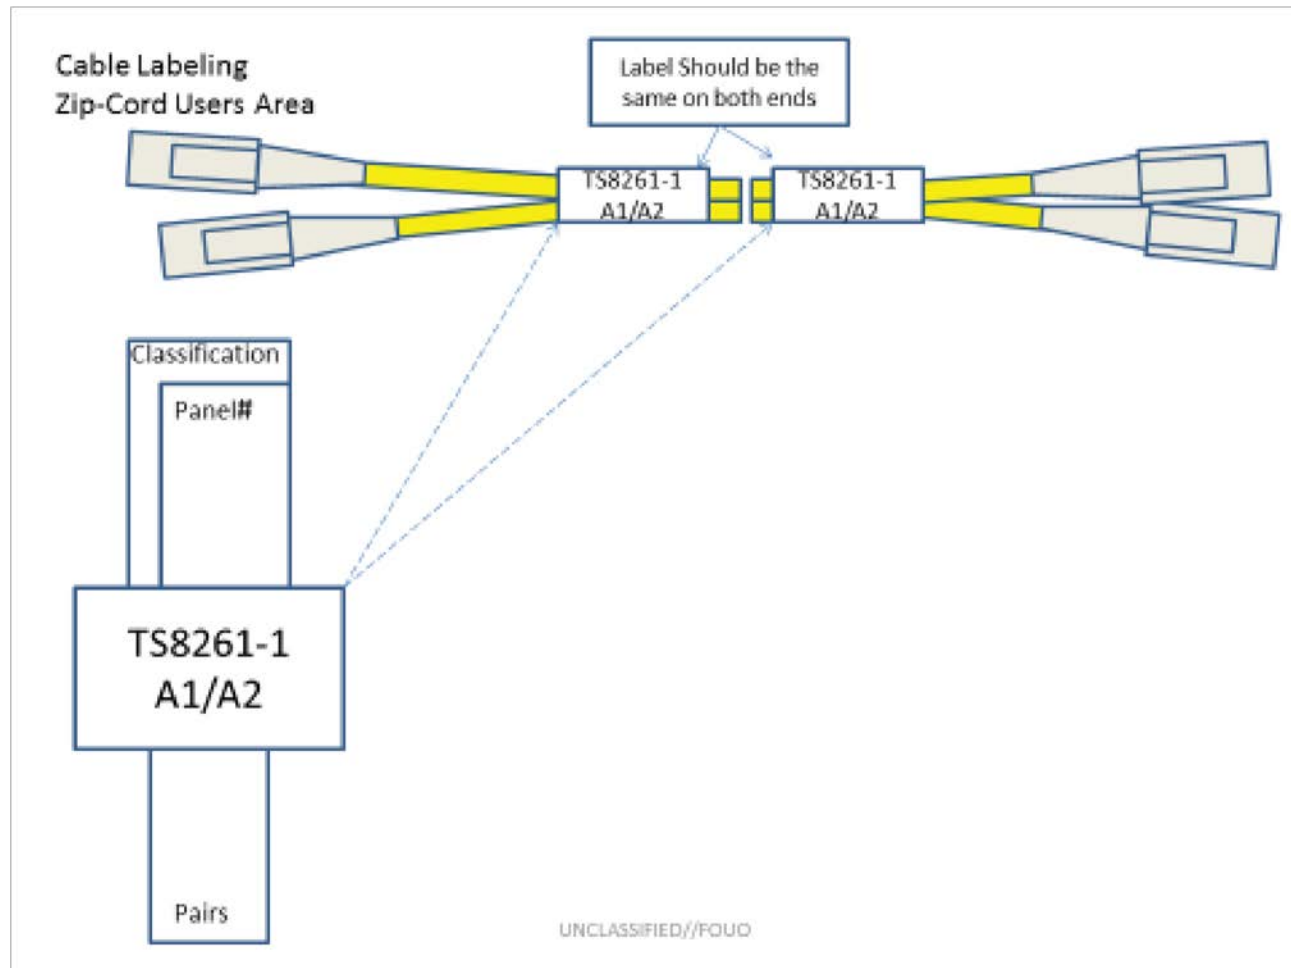 Cable Labeling
Zip-Cord Users Area
Label Should be the
same on both ends
TS8261-1
A1/A2
TS8261-1
A1/A2
Classification
Panel#
TS8261-1
A1/A2
Pairs
UNCLASSIFIED//FOUO